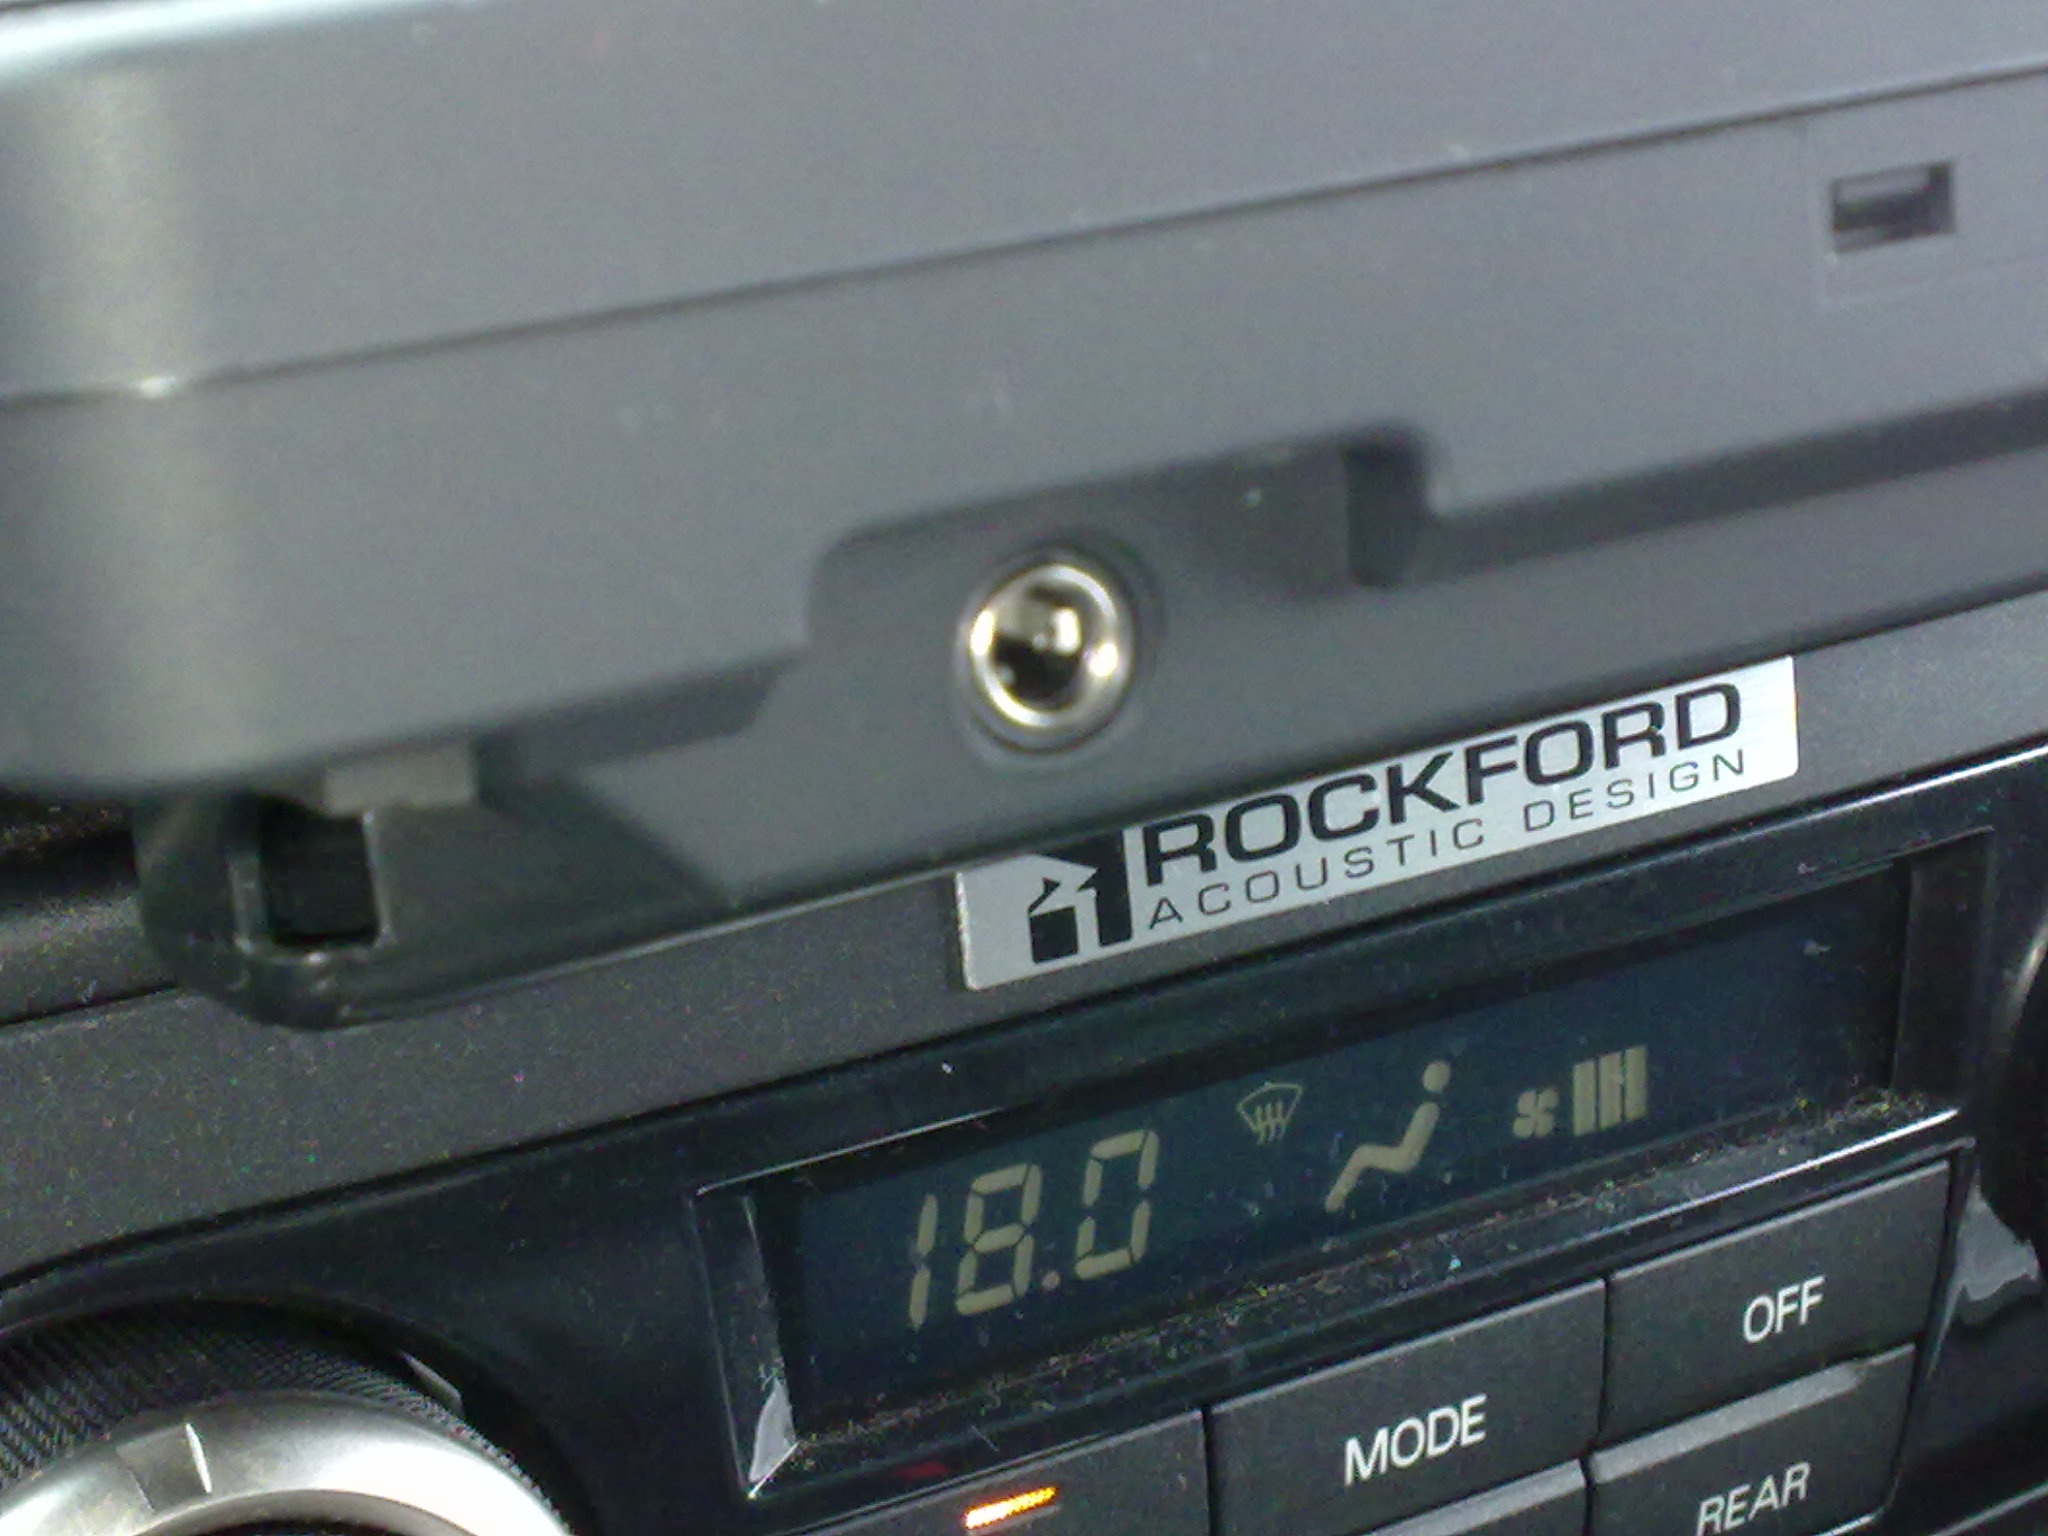 ROCKFORD
ACOUSTIC DESIGN
18.0
OFF
MODE
REAR